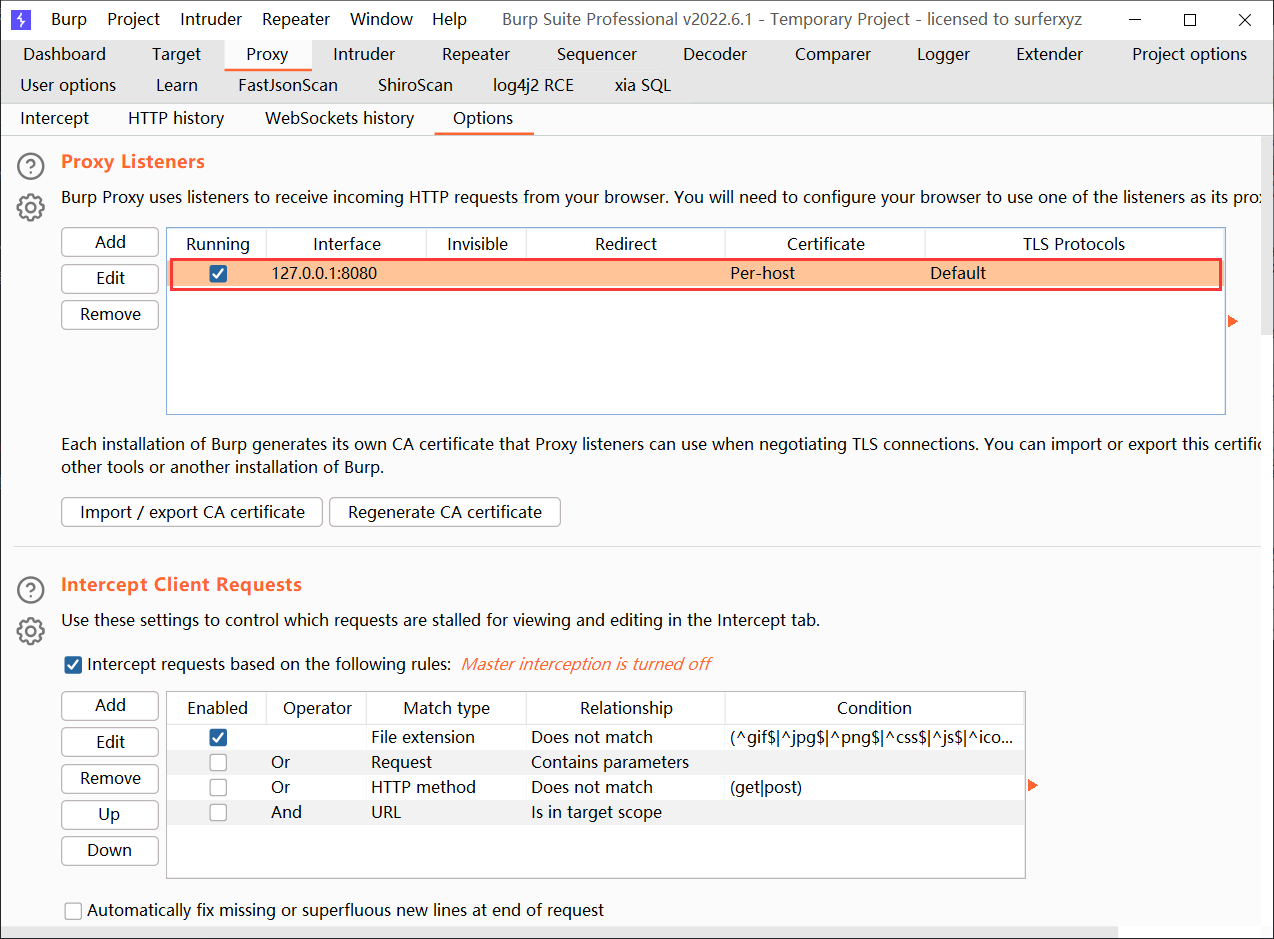 Burp Project Intruder Repeater Window Help Burp Suite Professional v2022.6.1 - Temporary Project - licensed to surferxyz
Dashboard Target Proxy Intruder Repeater Sequencer Decoder Comparer Logger Extender Project options
User options Learn FastJsonScan ShiroScan log4j2 RCE xia SQL
Intercept HTTP history WebSockets history Options
Proxy Listeners
Burp Proxy uses listeners to receive incoming HTTP requests from your browser. You will need to configure your browser to use one of the listeners as its pro
Add Running Interface Invisible Redirect Certificate TLS Protocols
Edit 127.0.0.1:8080 Per-host Default
Remove
Each installation of Burp generates its own CA certificate that Proxy listeners can use when negotiating TLS connections. You can import or export this certific
other tools or another installation of Burp.
Import / export CA certificate Regenerate CA certificate
Intercept Client Requests
Use these settings to control which requests are stalled for viewing and editing in the Intercept tab.
Intercept requests based on the following rules: Master interception is turned off
Add Enabled Operator Match type Relationship Condition
Edit File extension Does not match (^gif$|^jpg$|^png$|^css$|^js$|^ico...
Remove Or Request Contains parameters
Up Or HTTP method Does not match (get|post)
Down And URL Is in target scope
Automatically fix missing or superfluous new lines at end of request